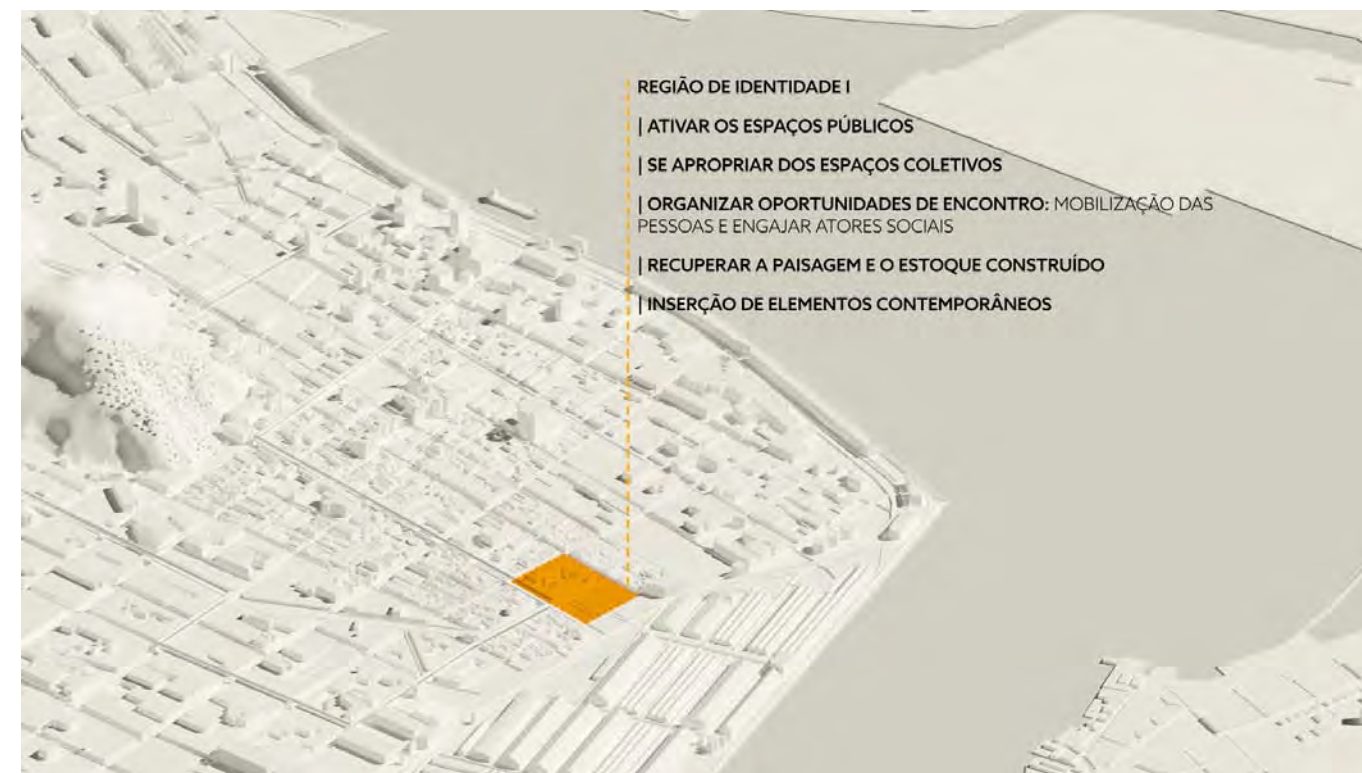 REGIÃO DE IDENTIDADE I
| ATIVAR OS ESPAÇOS PÚBLICOS
| SE APROPRIAR DOS ESPAÇOS COLETIVOS
| ORGANIZAR OPORTUNIDADES DE ENCONTRO: MOBILIZAÇÃO DAS
PESSOAS E ENGAJAR ATORES SOCIAIS
| RECUPERAR A PAISAGEM E O ESTOQUE CONSTRUÍDO
| INSERÇÃO DE ELEMENTOS CONTEMPORÂNEOS